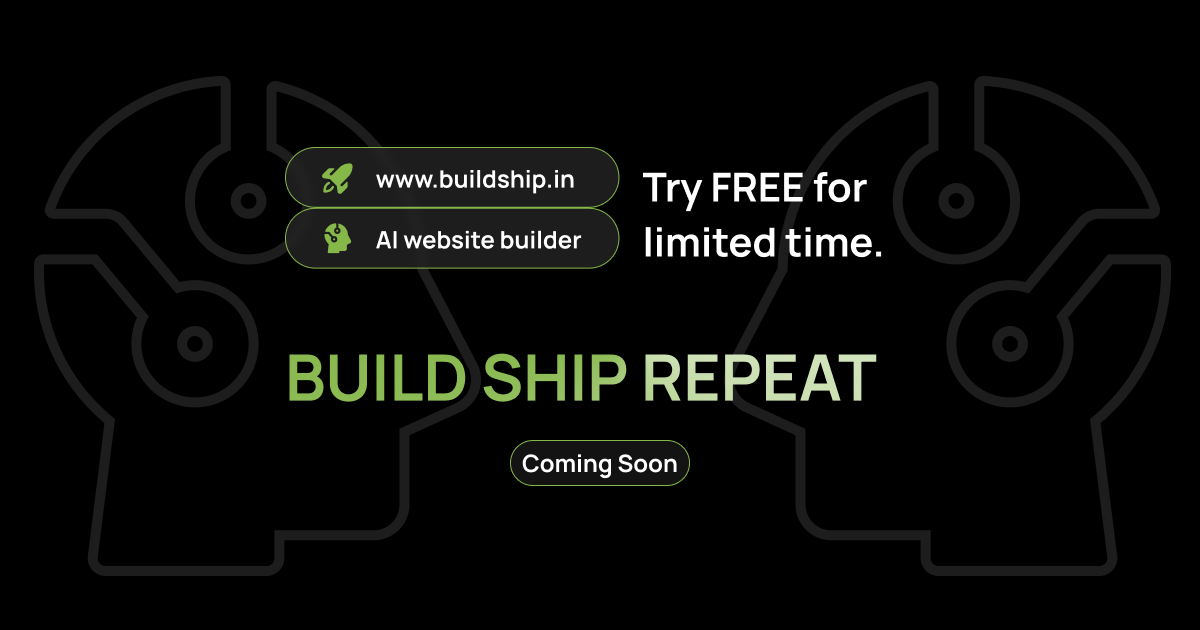 www.buildship.in
AI website builder
Try FREE for
limited time.
BUILD SHIP REPEAT
Coming Soon